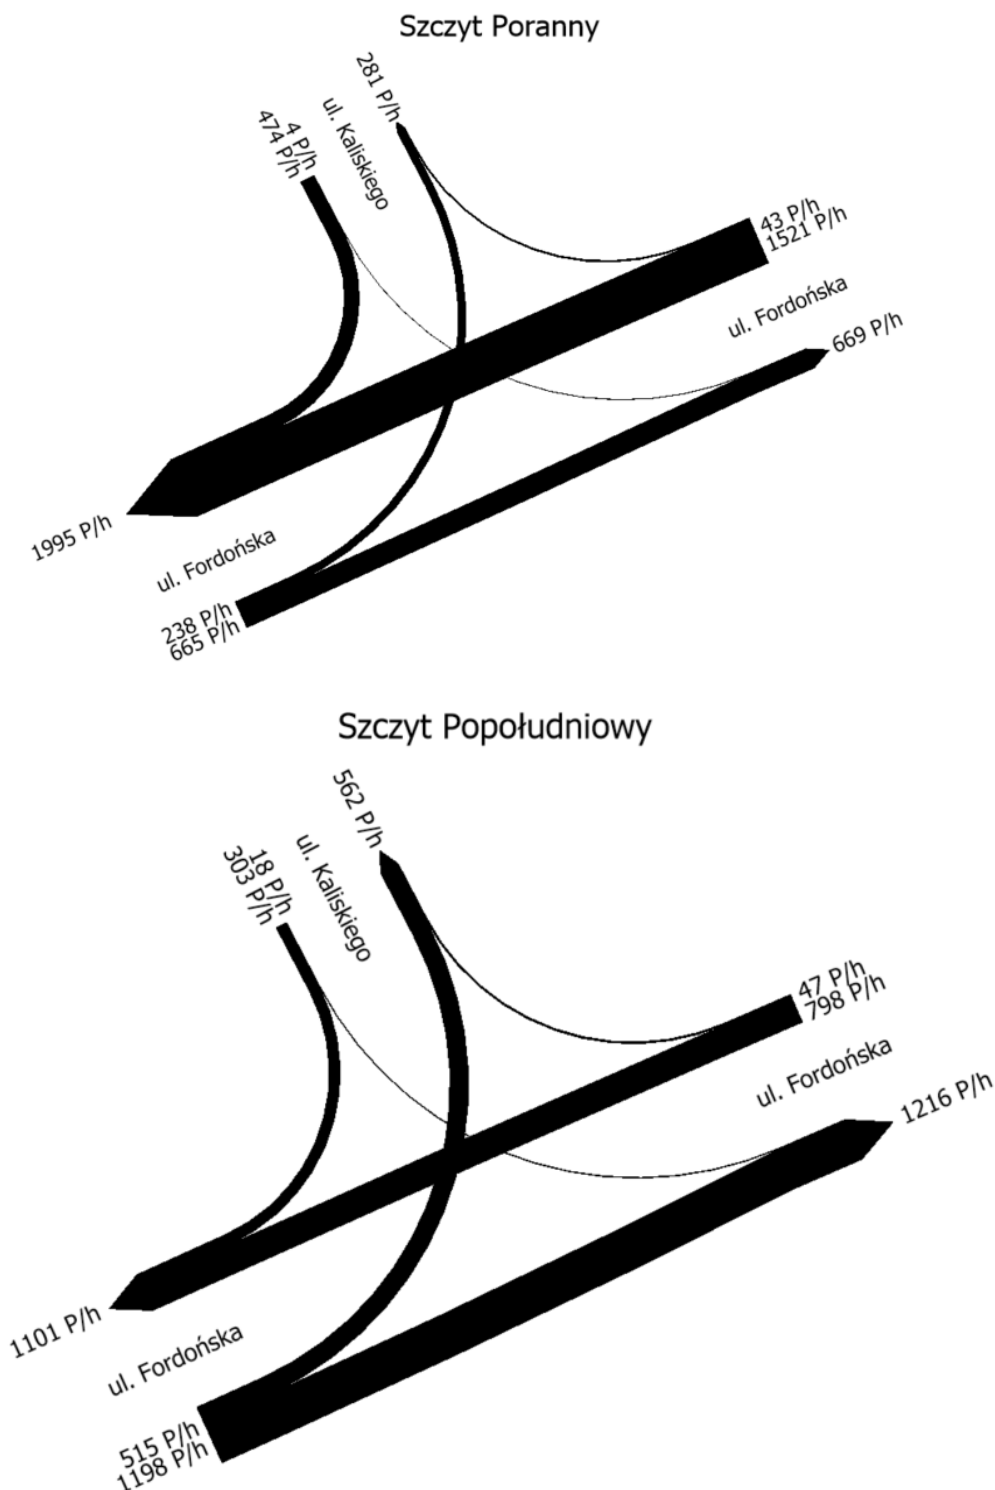 Szczyt Poranny
281 P/h
ul. Kaliskiego
4 P/h
474 P/h
43 P/h
1521 P/h
ul. Fordońska
669 P/h
1995 P/h
ul. Fordońska
238 P/h
665 P/h
Szczyt Popołudniowy
562 P/h
ul. Kaliskiego
18 P/h
303 P/h
47 P/h
798 P/h
ul. Fordońska
1216 P/h
1101 P/h
ul. Fordońska
515 P/h
1198 P/h